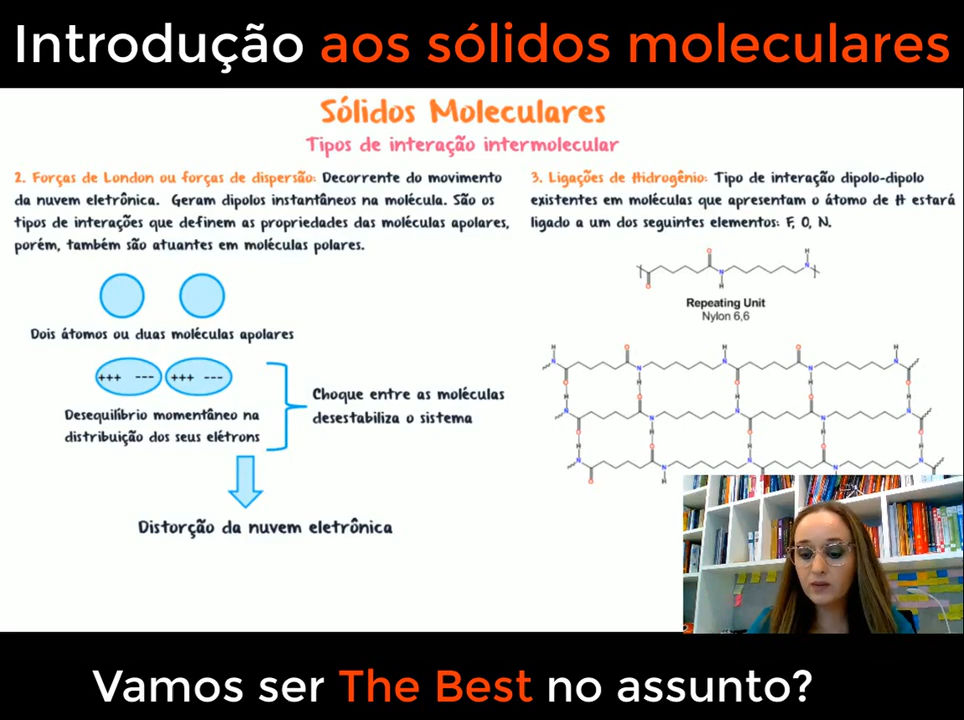 Introdução aos sólidos moleculares
Sólidos Moleculares
Tipos de interação intermolecular
2. Forças de London ou forças de dispersão: Decorrente do movimento
da nuvem eletrônica. Geram dipolos instantâneos na molécula. São os
tipos de interações que definem as propriedades das moléculas apolares,
porém, também são atuantes em moléculas polares.
Dois átomos ou duas moléculas apolares
+++ --- +++ ---
Desequilíbrio momentâneo na
distribuição dos seus elétrons
Choque entre as moléculas
desestabiliza o sistema
Distorção da nuvem eletrônica
3. Ligações de Hidrogênio: Tipo de interação dipolo-dipolo
existentes em moléculas que apresentam o átomo de H estará
ligado a um dos seguintes elementos: F, O, N.
Repeating Unit
Nylon 6,6
Vamos ser The Best no assunto?